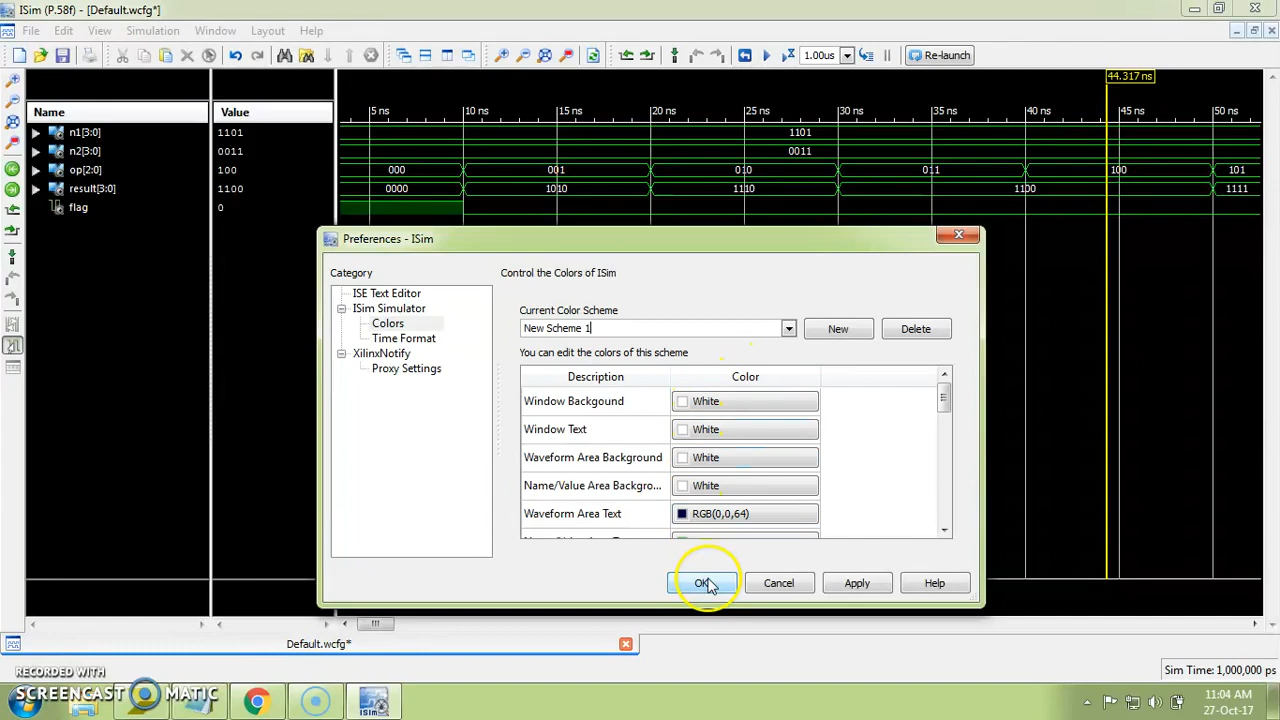 ISim (P.58f) - [Default.wcfg*]
File Edit View Simulation Window Layout Help
1.00us Re-launch
44.317 ns
Name Value 5 ns 10 ns 15 ns 20 ns 25 ns 30 ns 35 ns 40 ns 45 ns 50 ns
n1[3:0] 1101 1101
n2[3:0] 0011 0011
op[2:0] 100 000 001 010 011 100 101
result[3:0] 1100 0000 1010 1110 1100 1111
flag 0
Preferences - ISim
Category
ISE Text Editor
ISim Simulator
Colors
Time Format
XilinxNotify
Proxy Settings
Control the Colors of ISim
Current Color Scheme
New Scheme 1 New Delete
You can edit the colors of this scheme
Description Color
Window Backgound White
Window Text White
Waveform Area Background White
Name/Value Area Backgro... White
Waveform Area Text RGB(0,0,64)
OK Cancel Apply Help
Default.wcfg*
Sim Time: 1,000,000 ps
RECORDED WITH
SCREENCAST MATIC
11:04 AM
27-Oct-17